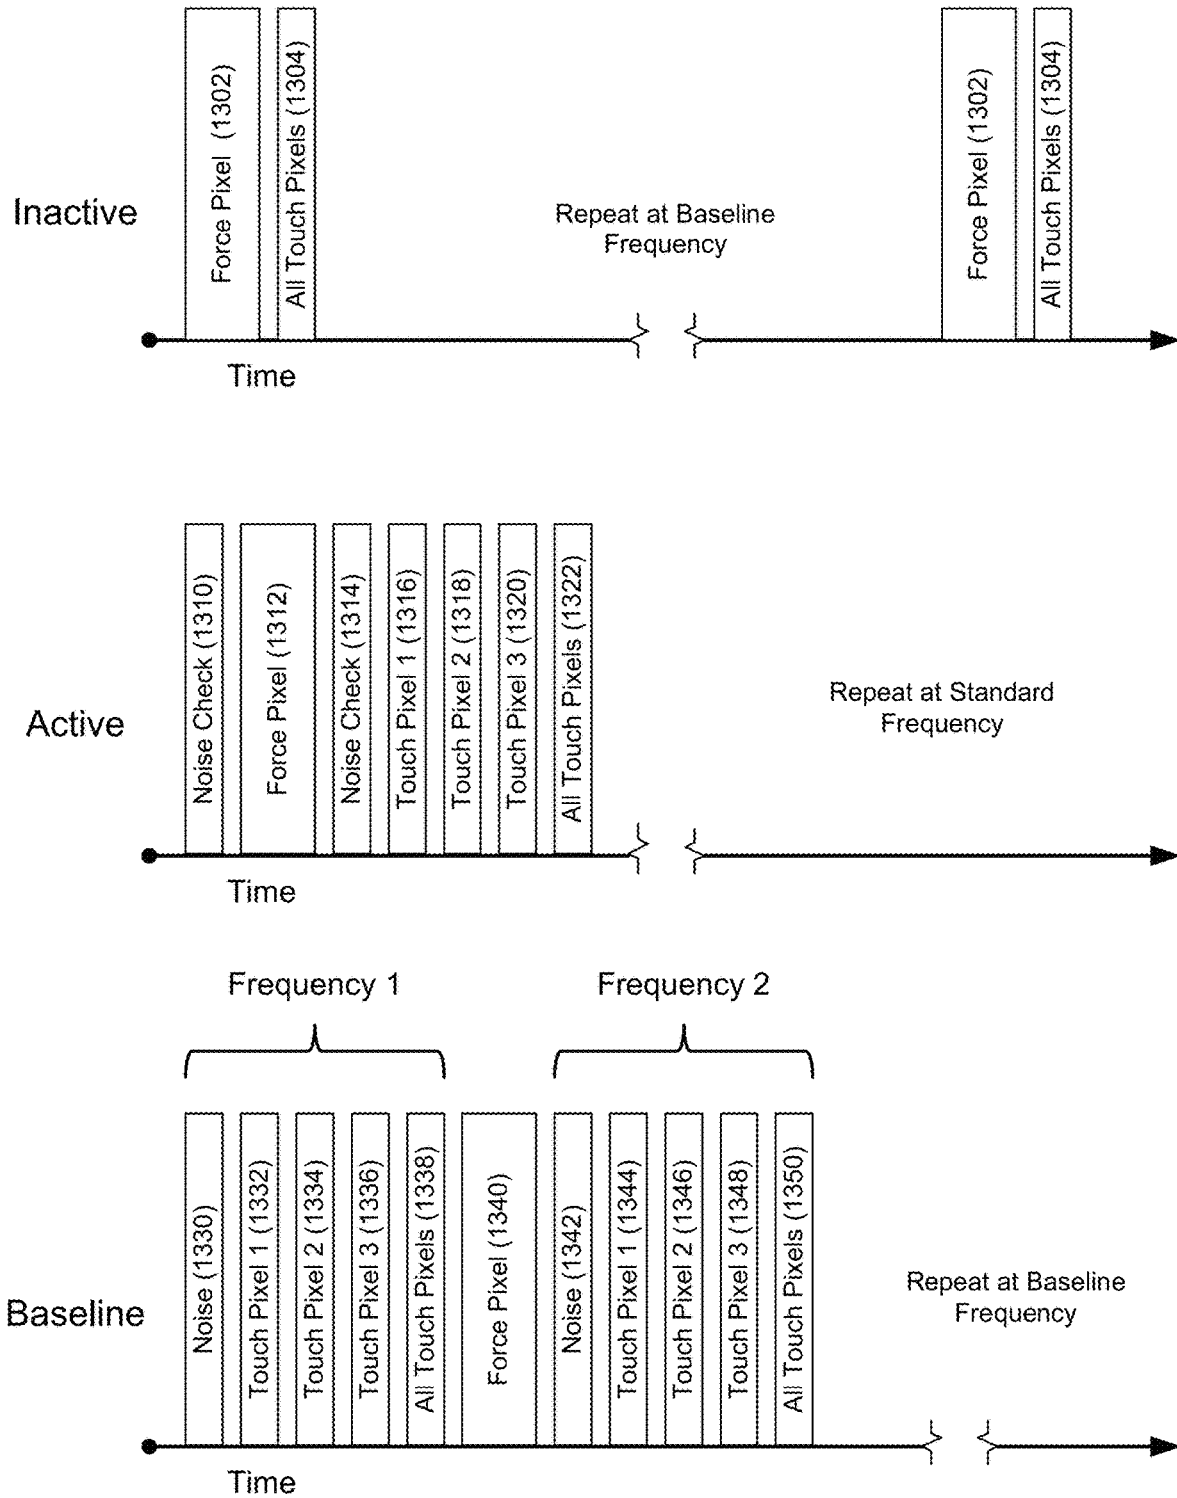 Inactive
Force Pixel (1302)
All Touch Pixels (1304)
Repeat at Baseline
Frequency
Force Pixel (1302)
All Touch Pixels (1304)
Time
Active
Noise Check (1310)
Force Pixel (1312)
Noise Check (1314)
Touch Pixel 1 (1316)
Touch Pixel 2 (1318)
Touch Pixel 3 (1320)
All Touch Pixels (1322)
Repeat at Standard
Frequency
Time
Frequency 1
Frequency 2
Baseline
Noise (1330)
Touch Pixel 1 (1332)
Touch Pixel 2 (1334)
Touch Pixel 3 (1336)
All Touch Pixels (1338)
Force Pixel (1340)
Noise (1342)
Touch Pixel 1 (1344)
Touch Pixel 2 (1346)
Touch Pixel 3 (1348)
All Touch Pixels (1350)
Repeat at Baseline
Frequency
Time